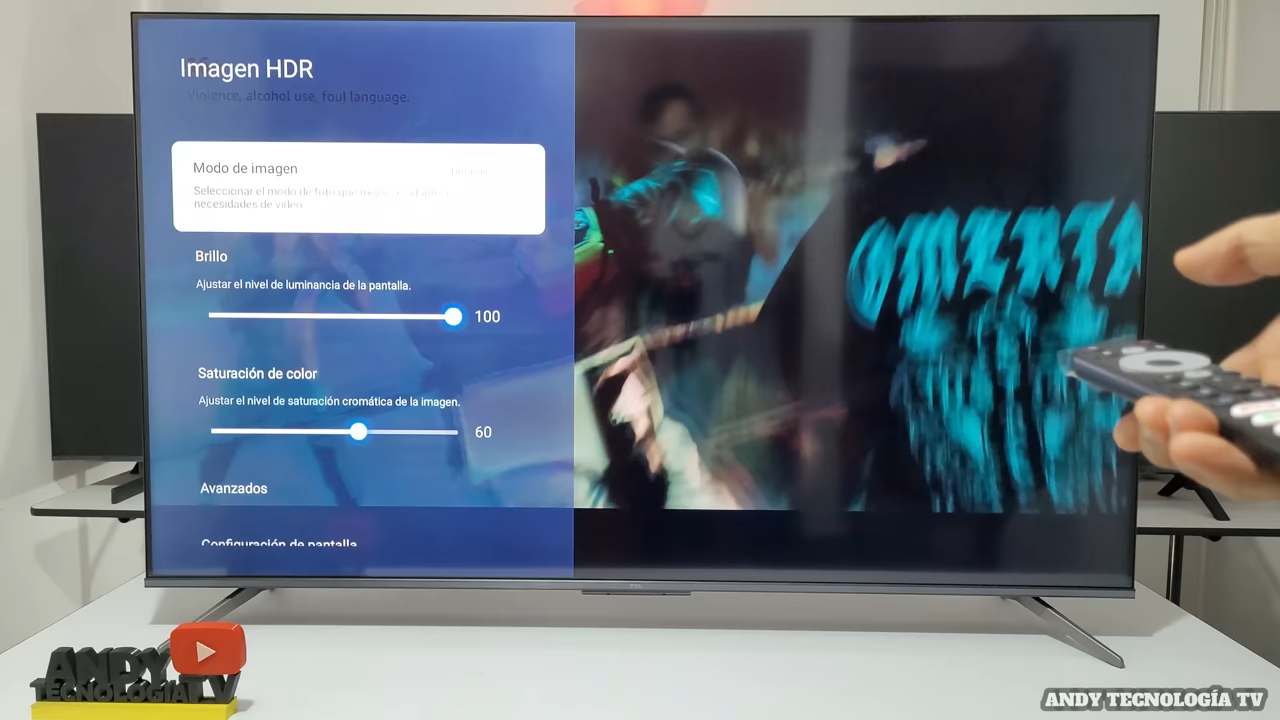 Imagen HDR
Violence, alcohol use, foul language.
Modo de imagen
Seleccionar el modo de foto que mejor
necesidades de video
Brillo
Ajustar el nivel de luminancia de la pantalla.
100
Saturación de color
Ajustar el nivel de saturación cromática de la imagen.
60
Avanzados
Configuración de pantalla
TCL
ANDY
TECNOLOGÍA TV
ANDY TECNOLOGÍA TV